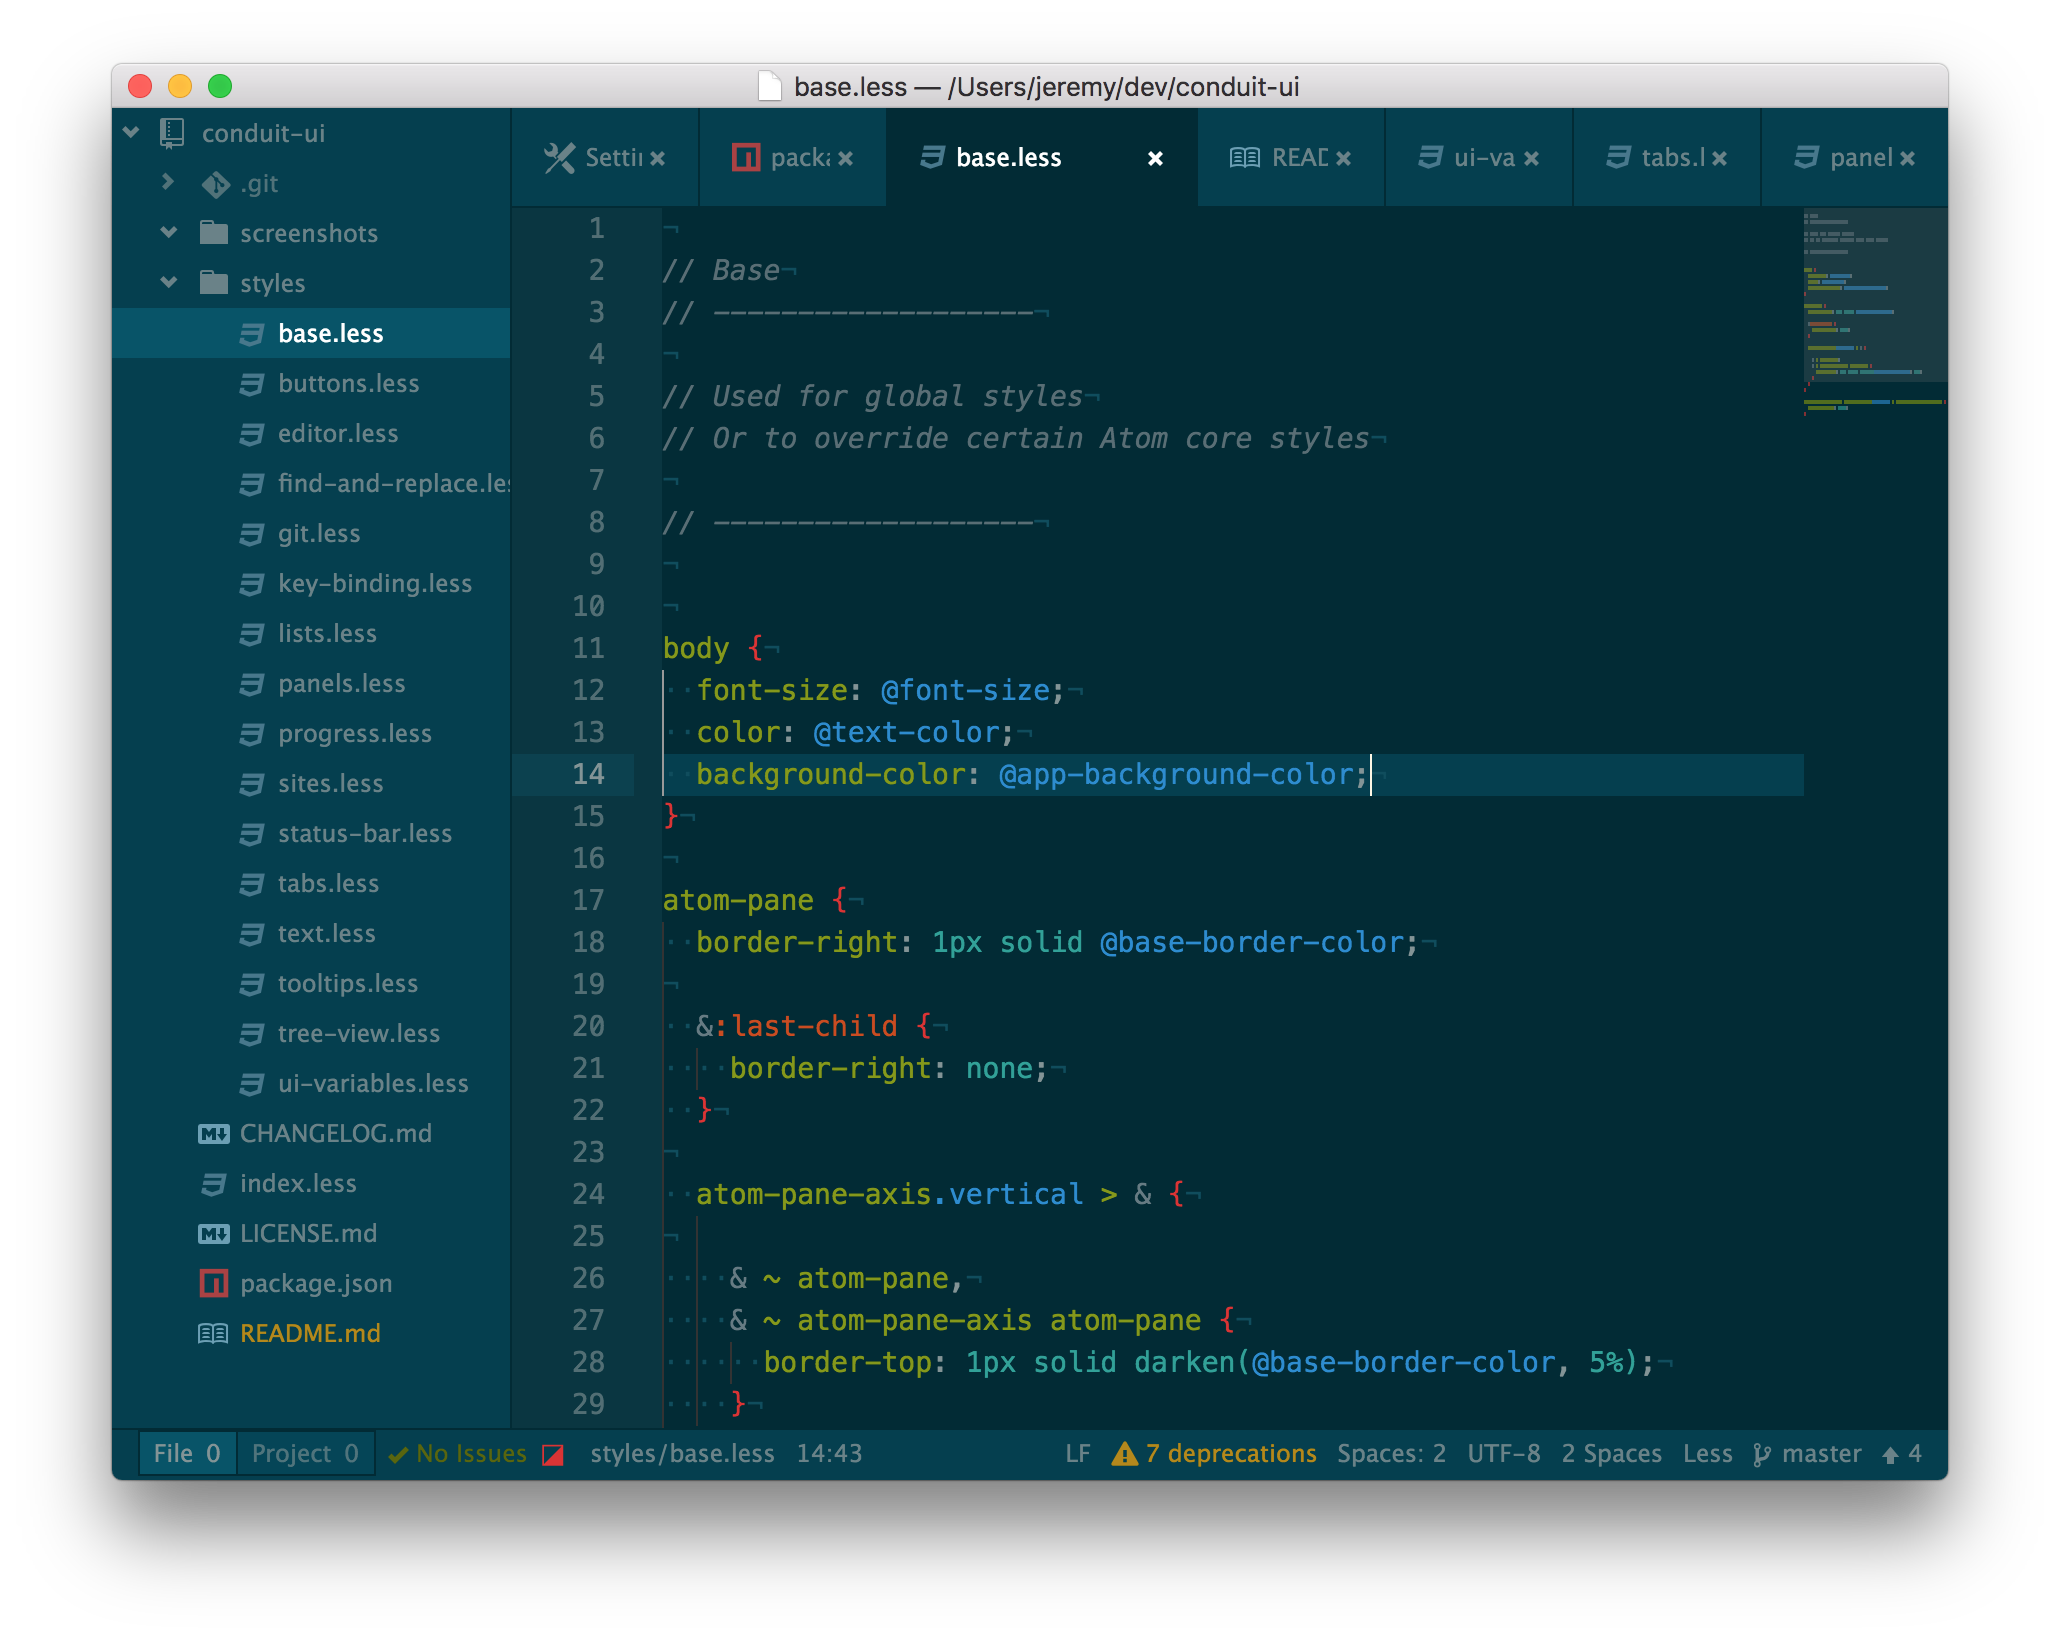 base.less — /Users/jeremy/dev/conduit-ui
conduit-ui
.git
screenshots
styles
base.less
buttons.less
editor.less
find-and-replace.les
git.less
key-binding.less
lists.less
panels.less
progress.less
sites.less
status-bar.less
tabs.less
text.less
tooltips.less
tree-view.less
ui-variables.less
CHANGELOG.md
index.less
LICENSE.md
package.json
README.md
Settin × packa × base.less × READ × ui-va × tabs.l × panel ×
1 ¬
2 // Base¬
3 // -------------------¬
4 ¬
5 // Used for global styles¬
6 // Or to override certain Atom core styles¬
7 ¬
8 // -------------------¬
9 ¬
10 ¬
11 body {¬
12 ··font-size: @font-size;¬
13 ··color: @text-color;¬
14 ··background-color: @app-background-color;¬
15 }¬
16 ¬
17 atom-pane {¬
18 ··border-right: 1px solid @base-border-color;¬
19 ¬
20 ··&:last-child {¬
21 ····border-right: none;¬
22 ··}¬
23 ¬
24 ··atom-pane-axis.vertical > & {¬
25 ¬
26 ····& ~ atom-pane,¬
27 ····& ~ atom-pane-axis atom-pane {¬
28 ······border-top: 1px solid darken(@base-border-color, 5%);¬
29 ····}¬
File 0 Project 0 No Issues styles/base.less 14:43 LF 7 deprecations Spaces: 2 UTF-8 2 Spaces Less master 4